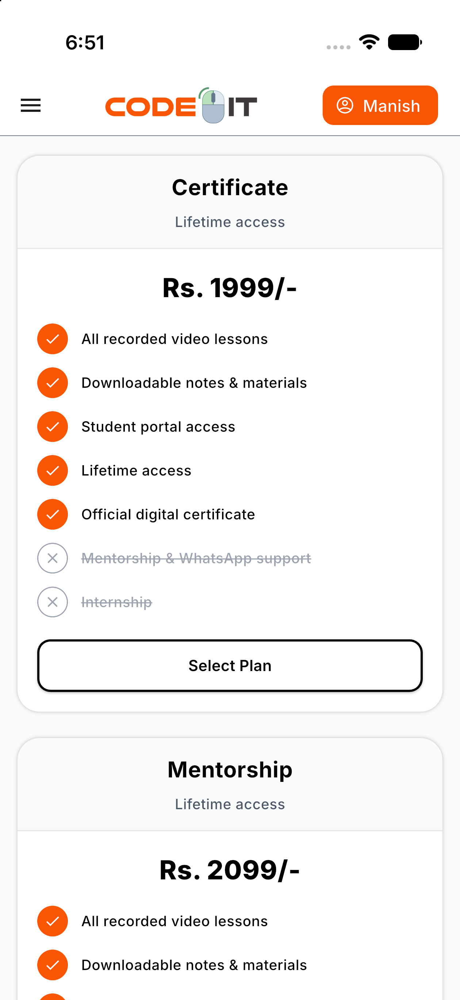 6:51
CODE IT
Manish
Certificate
Lifetime access
Rs. 1999/-
All recorded video lessons
Downloadable notes & materials
Student portal access
Lifetime access
Official digital certificate
Mentorship & WhatsApp support
Internship
Select Plan
Mentorship
Lifetime access
Rs. 2099/-
All recorded video lessons
Downloadable notes & materials